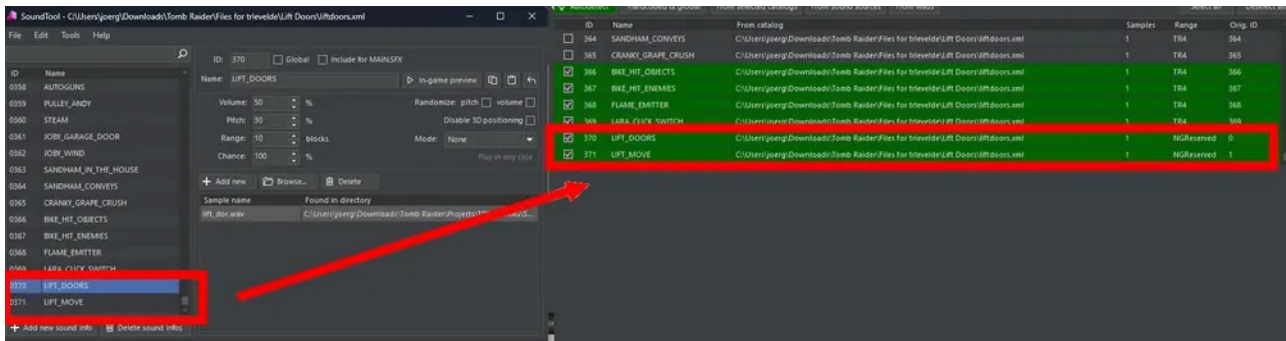 SoundTool - C:\Users\joerg\Downloads\Tomb Raider\Files for trlevelde\Lift Doors\liftdoors.xml
File Edit Tools Help
ID Name
0358 AUTOGUNS
0359 PULLEY_ANDY
0360 STEAM
0361 JOBY_GARAGE_DOOR
0362 JOBY_WIND
0363 SANDHAM_IN_THE_HOUSE
0364 SANDHAM_CONVEYS
0365 CRANKY_GRAPE_CRUSH
0366 BIKE_HIT_OBJECTS
0367 BIKE_HIT_ENEMIES
0368 FLAME_EMITTER
0369 LARA_CLICK_SWITCH
0370 LIFT_DOORS
0371 LIFT_MOVE
+ Add new sound info Delete sound infos
ID: 370 Global Include for MAIN.SFX
Name: LIFT_DOORS In-game preview
Volume: 50 % Randomize: pitch volume
Pitch: 30 % Disable 3D positioning
Range: 10 blocks Mode: None
Chance: 100 % Play in any case
+ Add new Browse... Delete
Sample name Found in directory
lift_dor.wav C:\Users\joerg\Downloads\Tomb Raider\Projects\
Autodetect Hardcoded & global From selected catalogs From sound sources From wads Select all
ID Name From catalog Samples Range Orig. ID
364 SANDHAM_CONVEYS C:\Users\joerg\Downloads\Tomb Raider\Files for trlevelde\Lift Doors\liftdoors.xml 1 TR4 364
365 CRANKY_GRAPE_CRUSH C:\Users\joerg\Downloads\Tomb Raider\Files for trlevelde\Lift Doors\liftdoors.xml 1 TR4 365
366 BIKE_HIT_OBJECTS C:\Users\joerg\Downloads\Tomb Raider\Files for trlevelde\Lift Doors\liftdoors.xml 1 TR4 366
367 BIKE_HIT_ENEMIES C:\Users\joerg\Downloads\Tomb Raider\Files for trlevelde\Lift Doors\liftdoors.xml 1 TR4 367
368 FLAME_EMITTER C:\Users\joerg\Downloads\Tomb Raider\Files for trlevelde\Lift Doors\liftdoors.xml 1 TR4 368
369 LARA_CLICK_SWITCH C:\Users\joerg\Downloads\Tomb Raider\Files for trlevelde\Lift Doors\liftdoors.xml 1 TR4 369
370 LIFT_DOORS C:\Users\joerg\Downloads\Tomb Raider\Files for trlevelde\Lift Doors\liftdoors.xml 1 NGReserved 0
371 LIFT_MOVE C:\Users\joerg\Downloads\Tomb Raider\Files for trlevelde\Lift Doors\liftdoors.xml 1 NGReserved 1